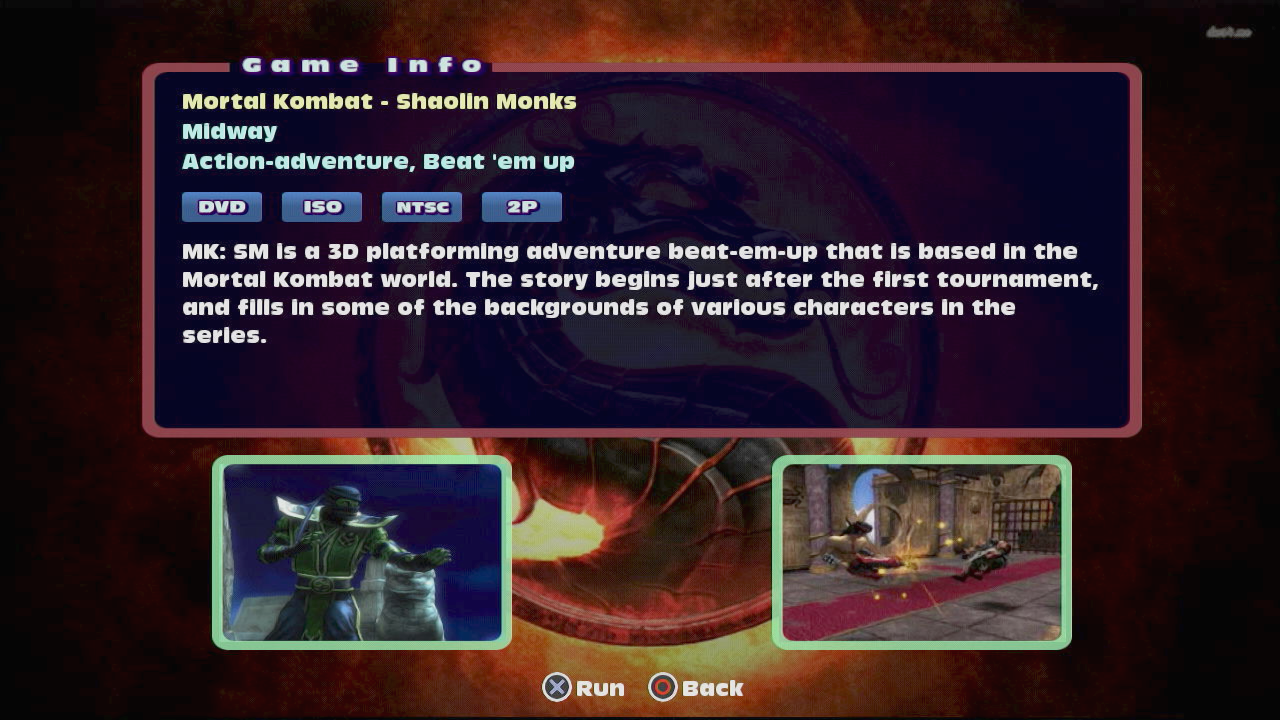 Game Info
Mortal Kombat - Shaolin Monks
Midway
Action-adventure, Beat 'em up
DVD ISO NTSC 2P
MK: SM is a 3D platforming adventure beat-em-up that is based in the
Mortal Kombat world. The story begins just after the first tournament,
and fills in some of the backgrounds of various characters in the
series.
Run Back